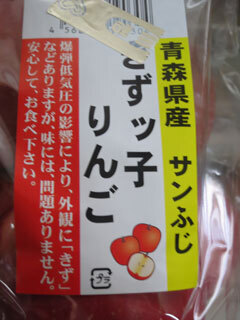 青森県産 サンふじ
きずッ子
りんご
爆弾低気圧の影響により、外観に「きず」
などありますが、味には、問題ありません。
安心して、お食べ下さい。
プラ